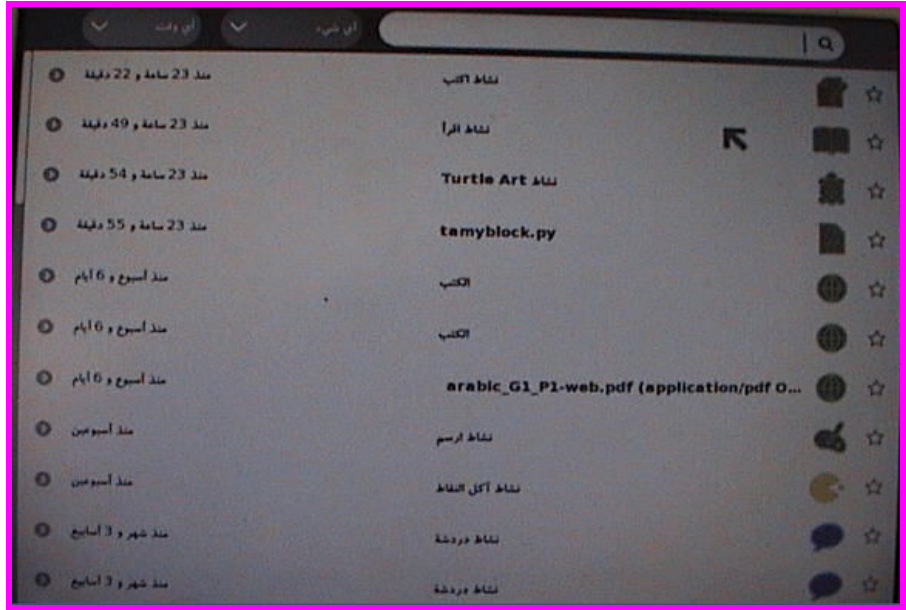 أي شيء أي وقت
نشاط اكتب منذ 23 ساعة و 22 دقيقة
نشاط اقرأ منذ 23 ساعة و 49 دقيقة
نشاط Turtle Art منذ 23 ساعة و 54 دقيقة
tamyblock.py منذ 23 ساعة و 55 دقيقة
الكتب منذ أسبوع و 6 أيام
الكتب منذ أسبوع و 6 أيام
arabic_G1_P1-web.pdf (application/pdf O... منذ أسبوع و 6 أيام
نشاط ارسم منذ أسبوعين
نشاط آكل النقاط منذ أسبوعين
نشاط دردشة منذ شهر و 3 أسابيع
نشاط دردشة منذ شهر و 3 أسابيع